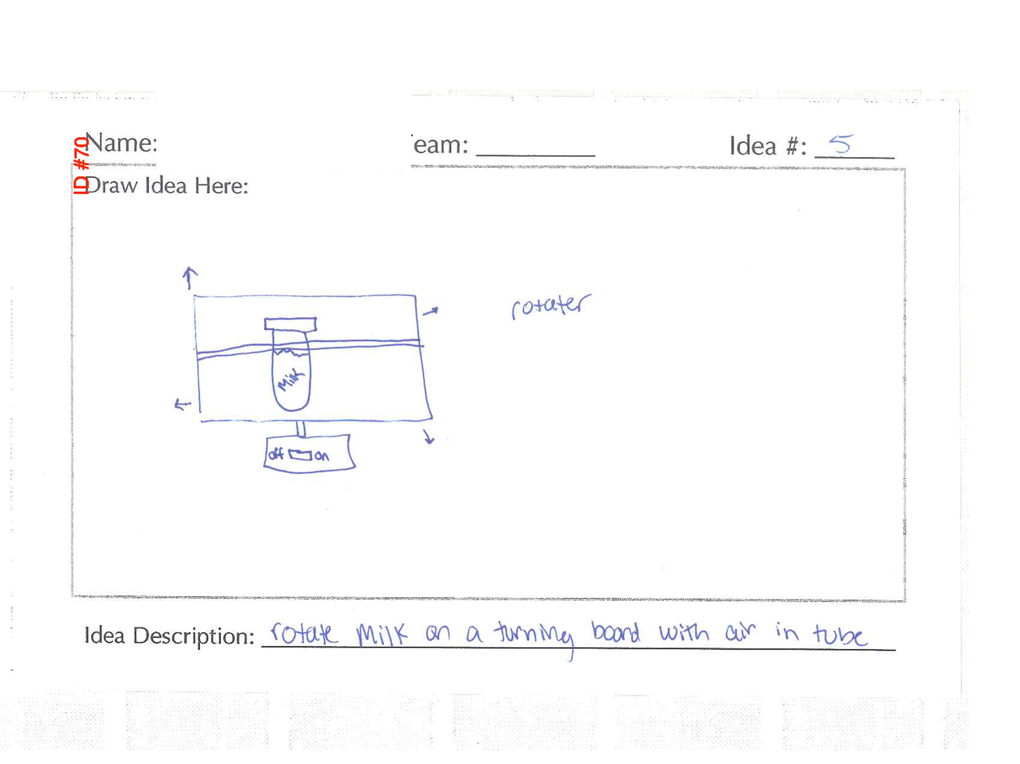 ID #70
Name:
eam:
Idea #: 5
Draw Idea Here:
rotater
Milk
off on
Idea Description: rotate Milk on a turning board with air in tube